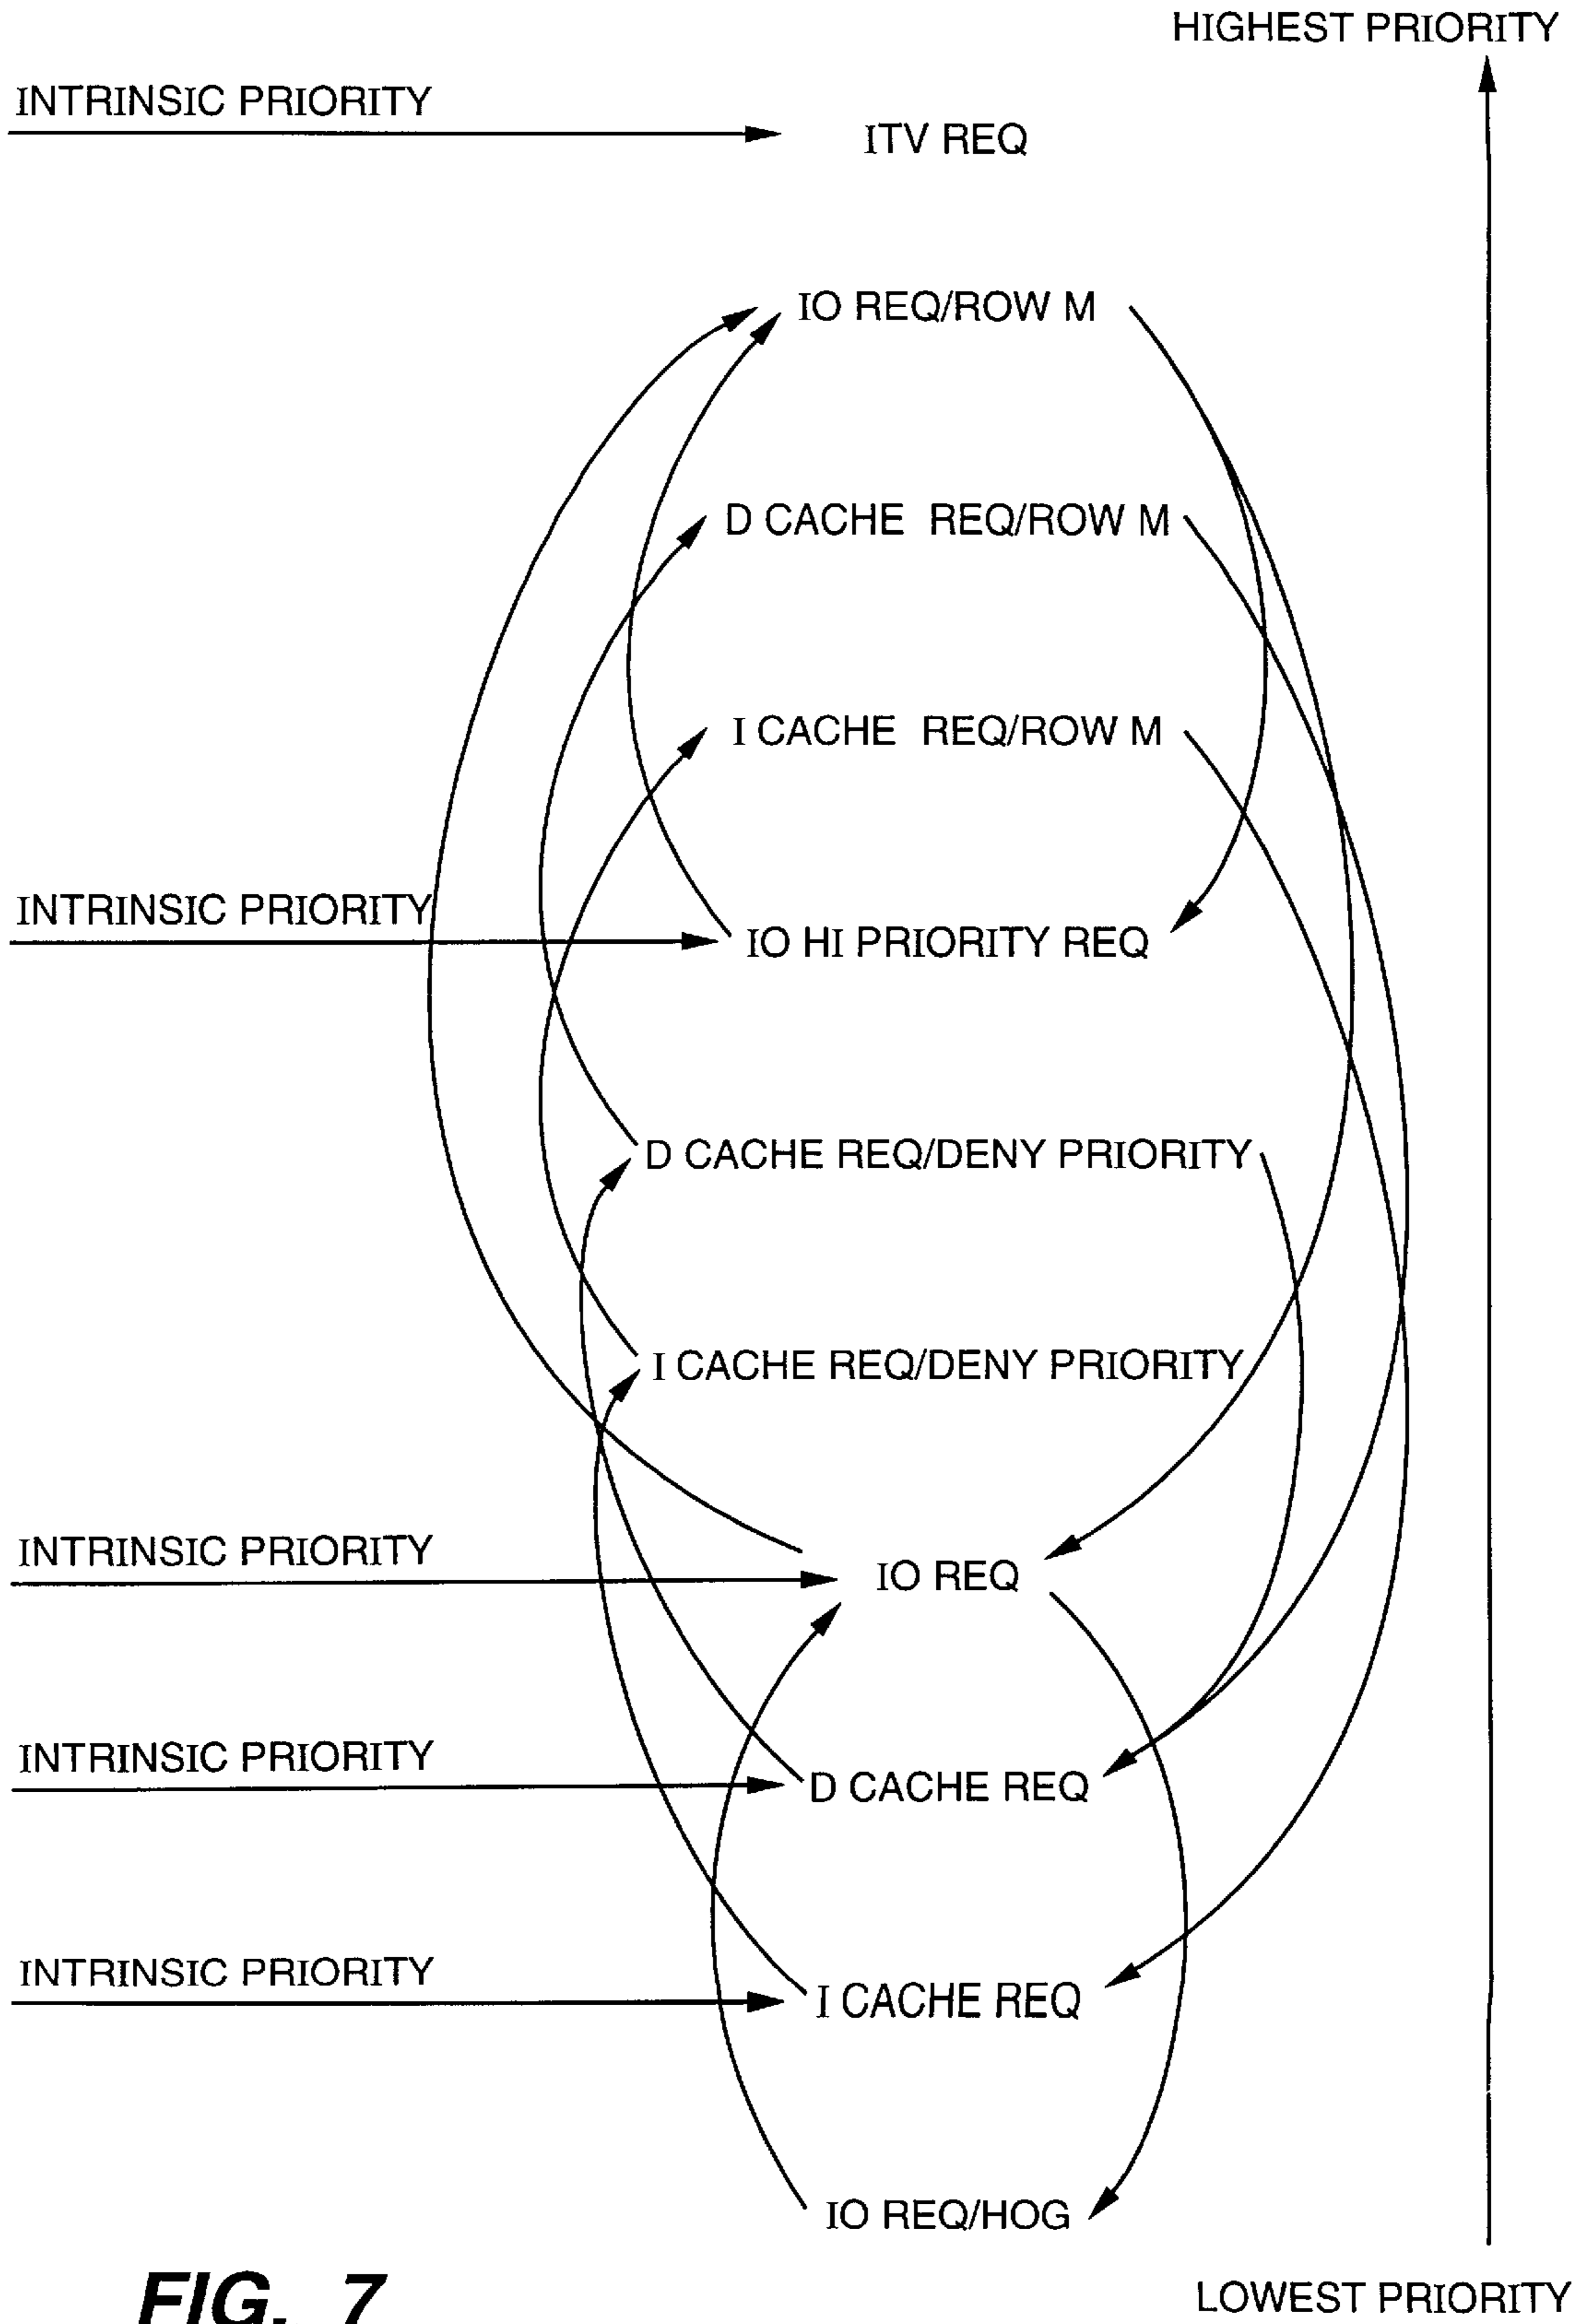 HIGHEST PRIORITY
INTRINSIC PRIORITY
ITV REQ
IO REQ/ROW M
D CACHE REQ/ROW M
I CACHE REQ/ROW M
INTRINSIC PRIORITY
IO HI PRIORITY REQ
D CACHE REQ/DENY PRIORITY
I CACHE REQ/DENY PRIORITY
INTRINSIC PRIORITY
IO REQ
INTRINSIC PRIORITY
D CACHE REQ
INTRINSIC PRIORITY
I CACHE REQ
IO REQ/HOG
FIG. 7
LOWEST PRIORITY